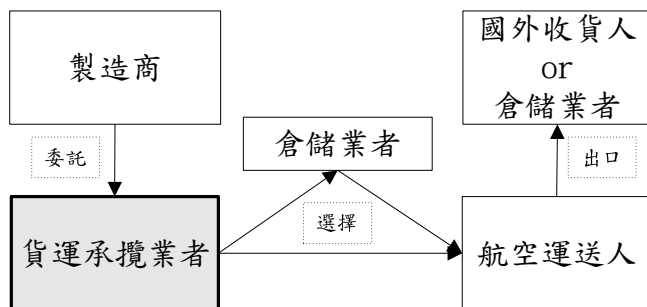 製造商
國外收貨人
or
倉儲業者
委託
倉儲業者
出口
選擇
貨運承攬業者
航空運送人